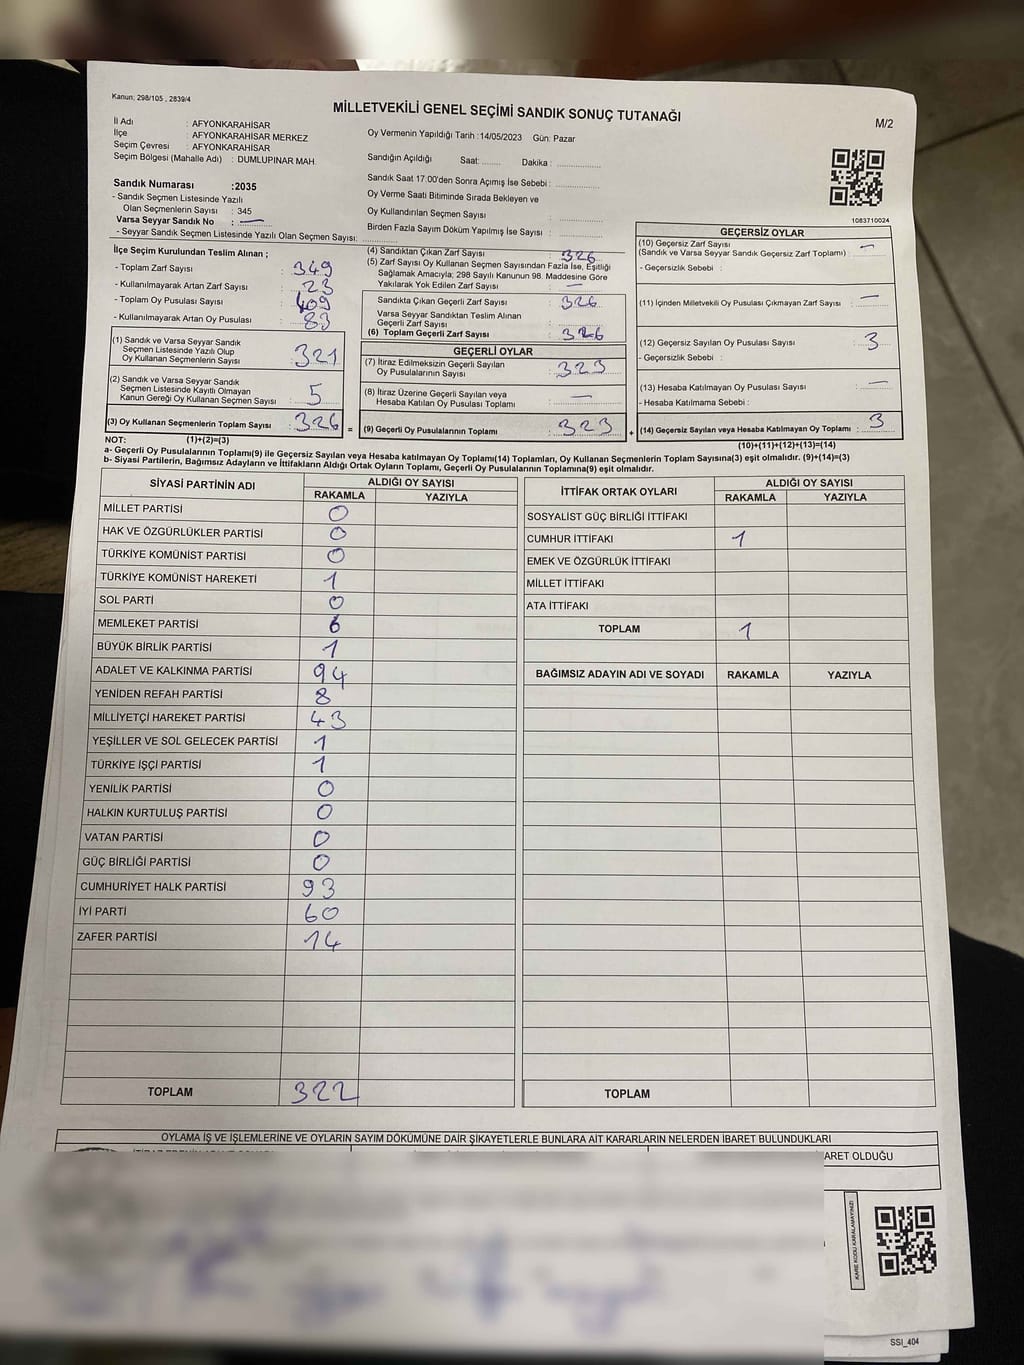 Kanun; 298/105 , 2839/4
MİLLETVEKİLİ GENEL SEÇİMİ SANDIK SONUÇ TUTANAĞI
M/2
İl Adı : AFYONKARAHİSAR
İlçe : AFYONKARAHİSAR MERKEZ
Seçim Çevresi : AFYONKARAHİSAR
Seçim Bölgesi (Mahalle Adı) : DUMLUPINAR MAH.
Oy Vermenin Yapıldığı Tarih :14/05/2023 Gün: Pazar
Sandığın Açıldığı Saat:....... Dakika : ...............
Sandık Saat 17:00'den Sonra Açımış İse Sebebi : ...............
Oy Verme Saati Bitiminde Sırada Bekleyen ve
Oy Kullandırılan Seçmen Sayısı : ...............
Birden Fazla Sayım Döküm Yapılmış İse Sayısı : ...............
1083710024
Sandık Numarası :2035
- Sandık Seçmen Listesinde Yazılı
Olan Seçmenlerin Sayısı : 345
Varsa Seyyar Sandık No : —
- Seyyar Sandık Seçmen Listesinde Yazılı Olan Seçmen Sayısı: ...............
İlçe Seçim Kurulundan Teslim Alınan ;
- Toplam Zarf Sayısı : 349
- Kullanılmayarak Artan Zarf Sayısı : 23
- Toplam Oy Pusulası Sayısı : 409
- Kullanılmayarak Artan Oy Pusulası : 83
(1) Sandık ve Varsa Seyyar Sandık
Seçmen Listesinde Yazılı Olup
Oy Kullanan Seçmenlerin Sayısı : 321
(2) Sandık ve Varsa Seyyar Sandık
Seçmen Listesinde Kayıtlı Olmayan
Kanun Gereği Oy Kullanan Seçmen Sayısı : 5
(3) Oy Kullanan Seçmenlerin Toplam Sayısı : 326 =
(4) Sandıktan Çıkan Zarf Sayısı : 326
(5) Zarf Sayısı Oy Kullanan Seçmen Sayısından Fazla İse, Eşitliği
Sağlamak Amacıyla; 298 Sayılı Kanunun 98. Maddesine Göre
Yakılarak Yok Edilen Zarf Sayısı : —
Sandıkta Çıkan Geçerli Zarf Sayısı : 326
Varsa Seyyar Sandıktan Teslim Alınan
Geçerli Zarf Sayısı :
(6) Toplam Geçerli Zarf Sayısı : 326
GEÇERLİ OYLAR
(7) İtiraz Edilmeksizin Geçerli Sayılan
Oy Pusulalarının Sayısı : 323
(8) İtiraz Üzerine Geçerli Sayılan veya
Hesaba Katılan Oy Pusulası Toplamı : —
(9) Geçerli Oy Pusulalarının Toplamı : 323 +
GEÇERSİZ OYLAR
(10) Geçersiz Zarf Sayısı
(Sandık ve Varsa Seyyar Sandık Geçersiz Zarf Toplamı) : —
- Geçersizlik Sebebi :
(11) İçinden Milletvekili Oy Pusulası Çıkmayan Zarf Sayısı : —
(12) Geçersiz Sayılan Oy Pusulası Sayısı : 3
- Geçersizlik Sebebi :
(13) Hesaba Katılmayan Oy Pusulası Sayısı : —
- Hesaba Katılmama Sebebi :
(14) Geçersiz Sayılan veya Hesaba Katılmayan Oy Toplamı : 3
NOT: (1)+(2)=(3)
(10)+(11)+(12)+(13)=(14)
a- Geçerli Oy Pusulalarının Toplamı(9) ile Geçersiz Sayılan veya Hesaba katılmayan Oy Toplamı(14) Toplamları, Oy Kullanan Seçmenlerin Toplam Sayısına(3) eşit olmalıdır. (9)+(14)=(3)
b- Siyasi Partilerin, Bağımsız Adayların ve İttifakların Aldığı Ortak Oyların Toplamı, Geçerli Oy Pusulalarının Toplamına(9) eşit olmalıdır.
SİYASİ PARTİNİN ADI ALDIĞI OY SAYISI
RAKAMLA YAZIYLA
MİLLET PARTİSİ 0
HAK VE ÖZGÜRLÜKLER PARTİSİ 0
TÜRKİYE KOMÜNİST PARTİSİ 0
TÜRKİYE KOMÜNİST HAREKETİ 1
SOL PARTİ 0
MEMLEKET PARTİSİ 6
BÜYÜK BİRLİK PARTİSİ 1
ADALET VE KALKINMA PARTİSİ 94
YENİDEN REFAH PARTİSİ 8
MİLLİYETÇİ HAREKET PARTİSİ 43
YEŞİLLER VE SOL GELECEK PARTİSİ 1
TÜRKİYE İŞÇİ PARTİSİ 1
YENİLİK PARTİSİ 0
HALKIN KURTULUŞ PARTİSİ 0
VATAN PARTİSİ 0
GÜÇ BİRLİĞİ PARTİSİ 0
CUMHURİYET HALK PARTİSİ 93
İYİ PARTİ 60
ZAFER PARTİSİ 14
TOPLAM 322
İTTİFAK ORTAK OYLARI ALDIĞI OY SAYISI
RAKAMLA YAZIYLA
SOSYALİST GÜÇ BİRLİĞİ İTTİFAKI
CUMHUR İTTİFAKI 1
EMEK VE ÖZGÜRLÜK İTTİFAKI
MİLLET İTTİFAKI
ATA İTTİFAKI
TOPLAM 1
BAĞIMSIZ ADAYIN ADI VE SOYADI RAKAMLA YAZIYLA
TOPLAM
OYLAMA İŞ VE İŞLEMLERİNE VE OYLARIN SAYIM DÖKÜMÜNE DAİR ŞİKAYETLERLE BUNLARA AİT KARARLARIN NELERDEN İBARET BULUNDUKLARI
ARET OLDUĞU
KARE KODU KARALAMAYINIZ!
SSİ_404